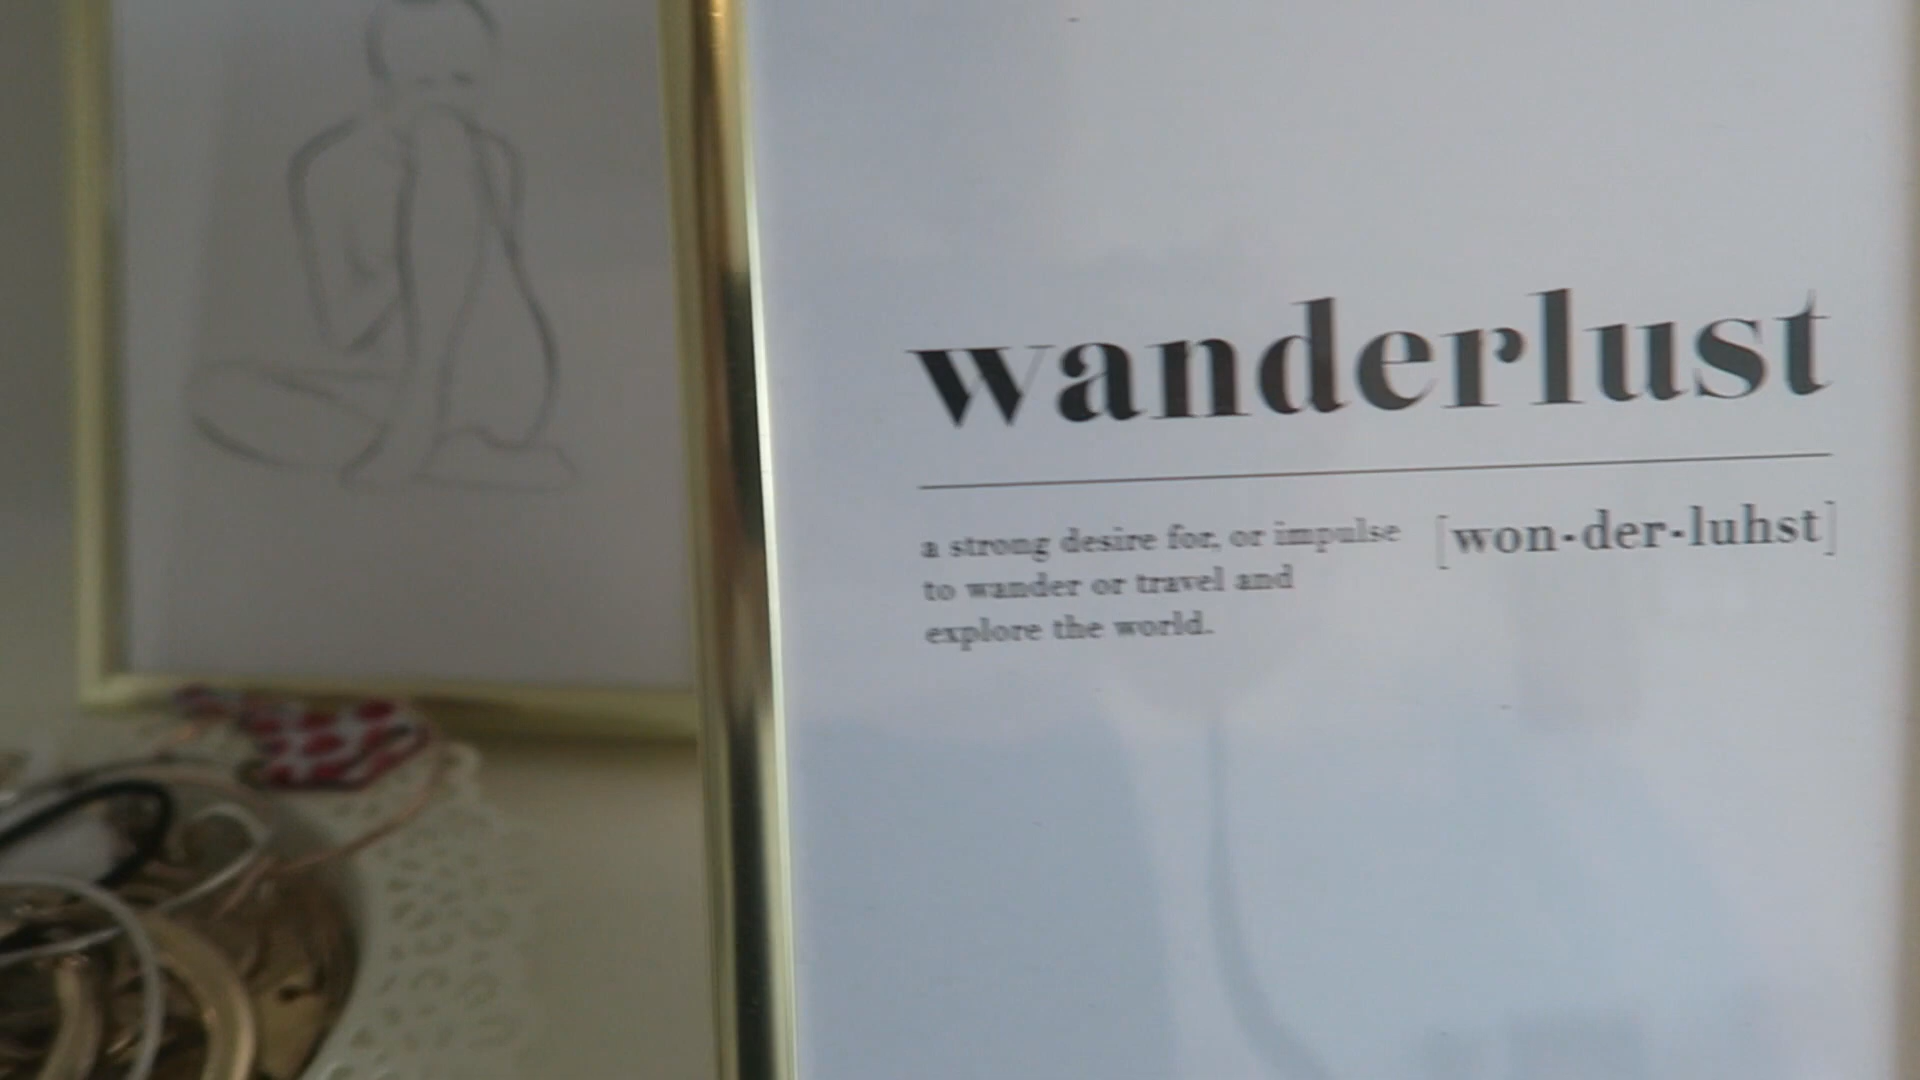 wanderlust
a strong desire for, or impulse [won-der-luhst]
to wander or travel and
explore the world.